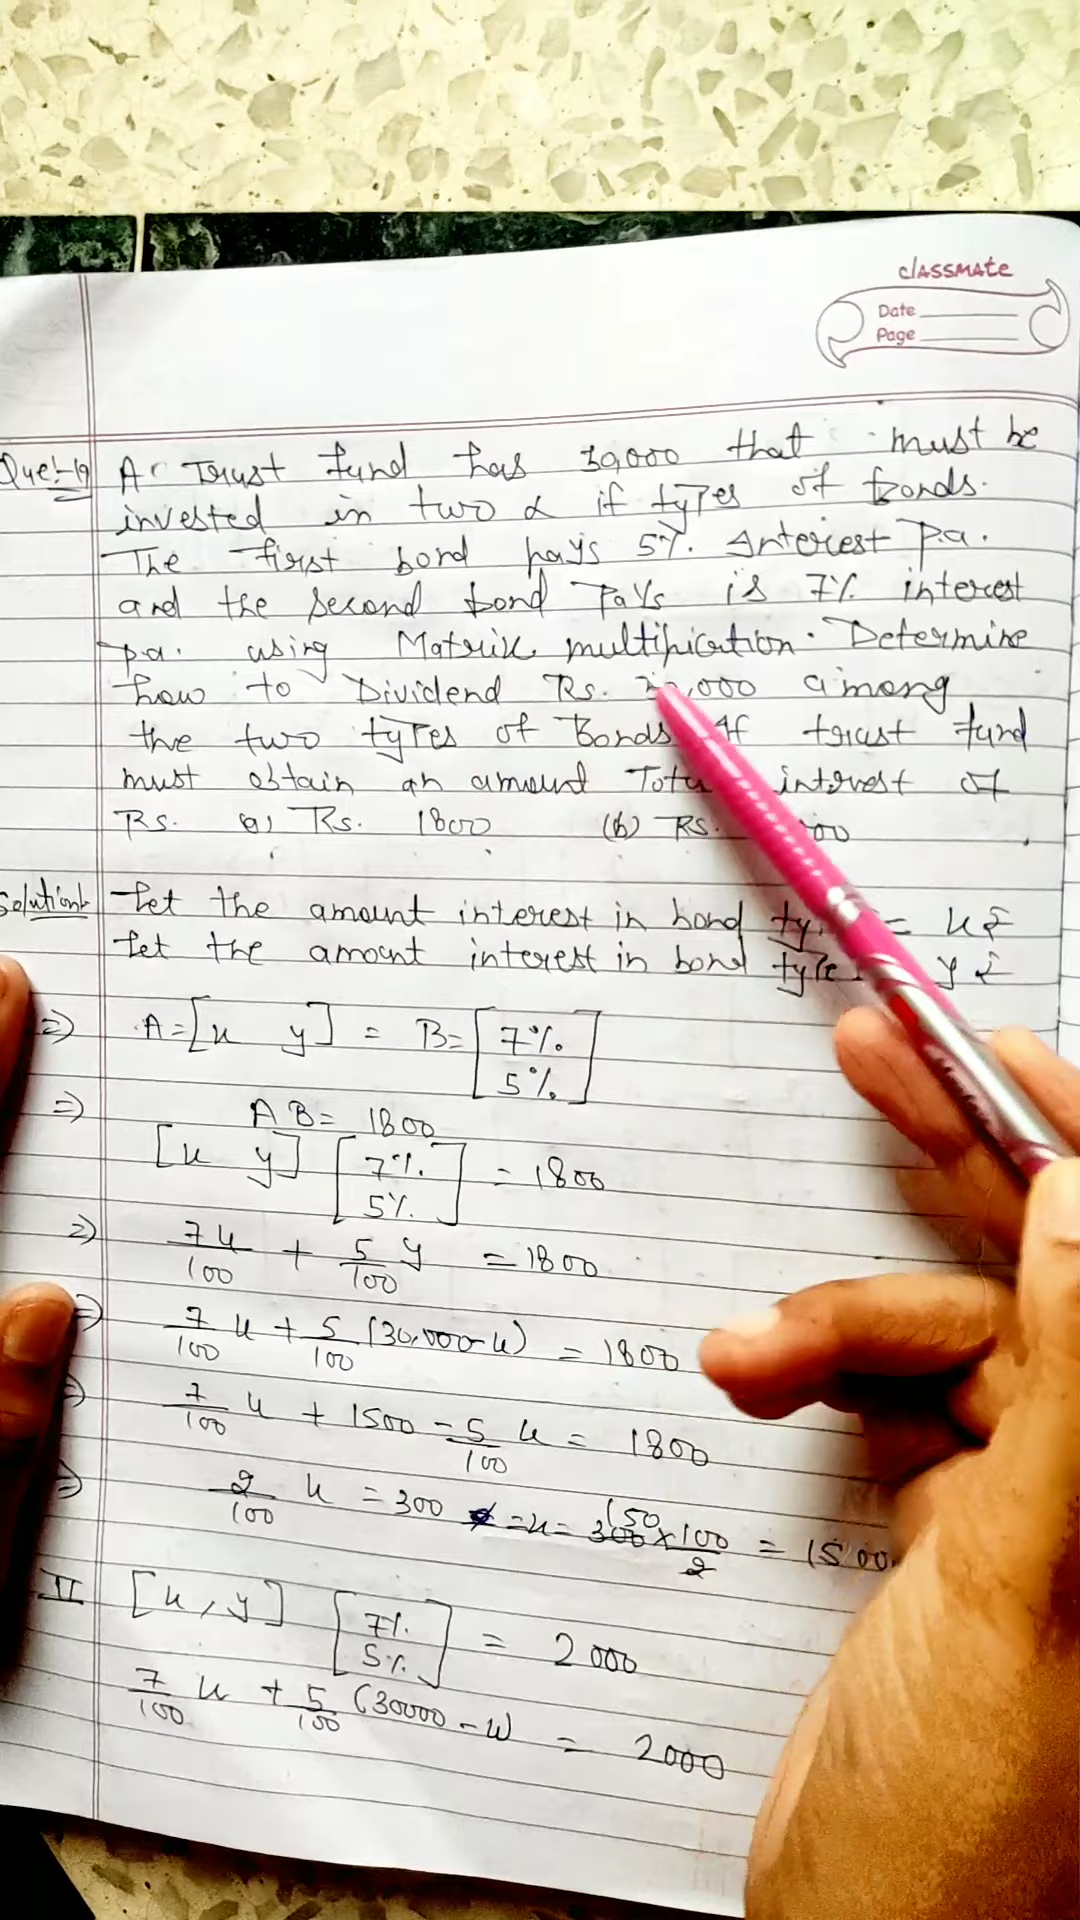 classmate
Date
Page
Que:-19 A Trust fund has 30,000 that must be
invested in two & if types of Bonds.
The first bond pays 5% Interest p.a.
and the second bond Pays is 7% interest
p.a. using Matrix multipication. Determine
how to Dividend Rs. 30,000 among
the two types of Bonds If trust fund
must obtain an amount interest of
Rs. (a) Rs. 1800 (b) Rs.
Solution:- Let the amount interest in bond = x ₹
Let the amount interest in bond type y ₹
⇒ A = [x y] = B = [7%
5%]
⇒ AB = 1800
[x y] [7%
5%] = 1800
⇒ 7x/100 + 5/100 y = 1800
⇒ 7/100 x + 5/100 (30,000-x) = 1800
⇒ 7/100 x + 1500 - 5/100 x = 1800
⇒ 2/100 x = 300 = x = 300 150 × 100/2 = 1500
II [x, y] [7%
5%] = 2000
7/100 x + 5/100 (30000 - x) = 2000